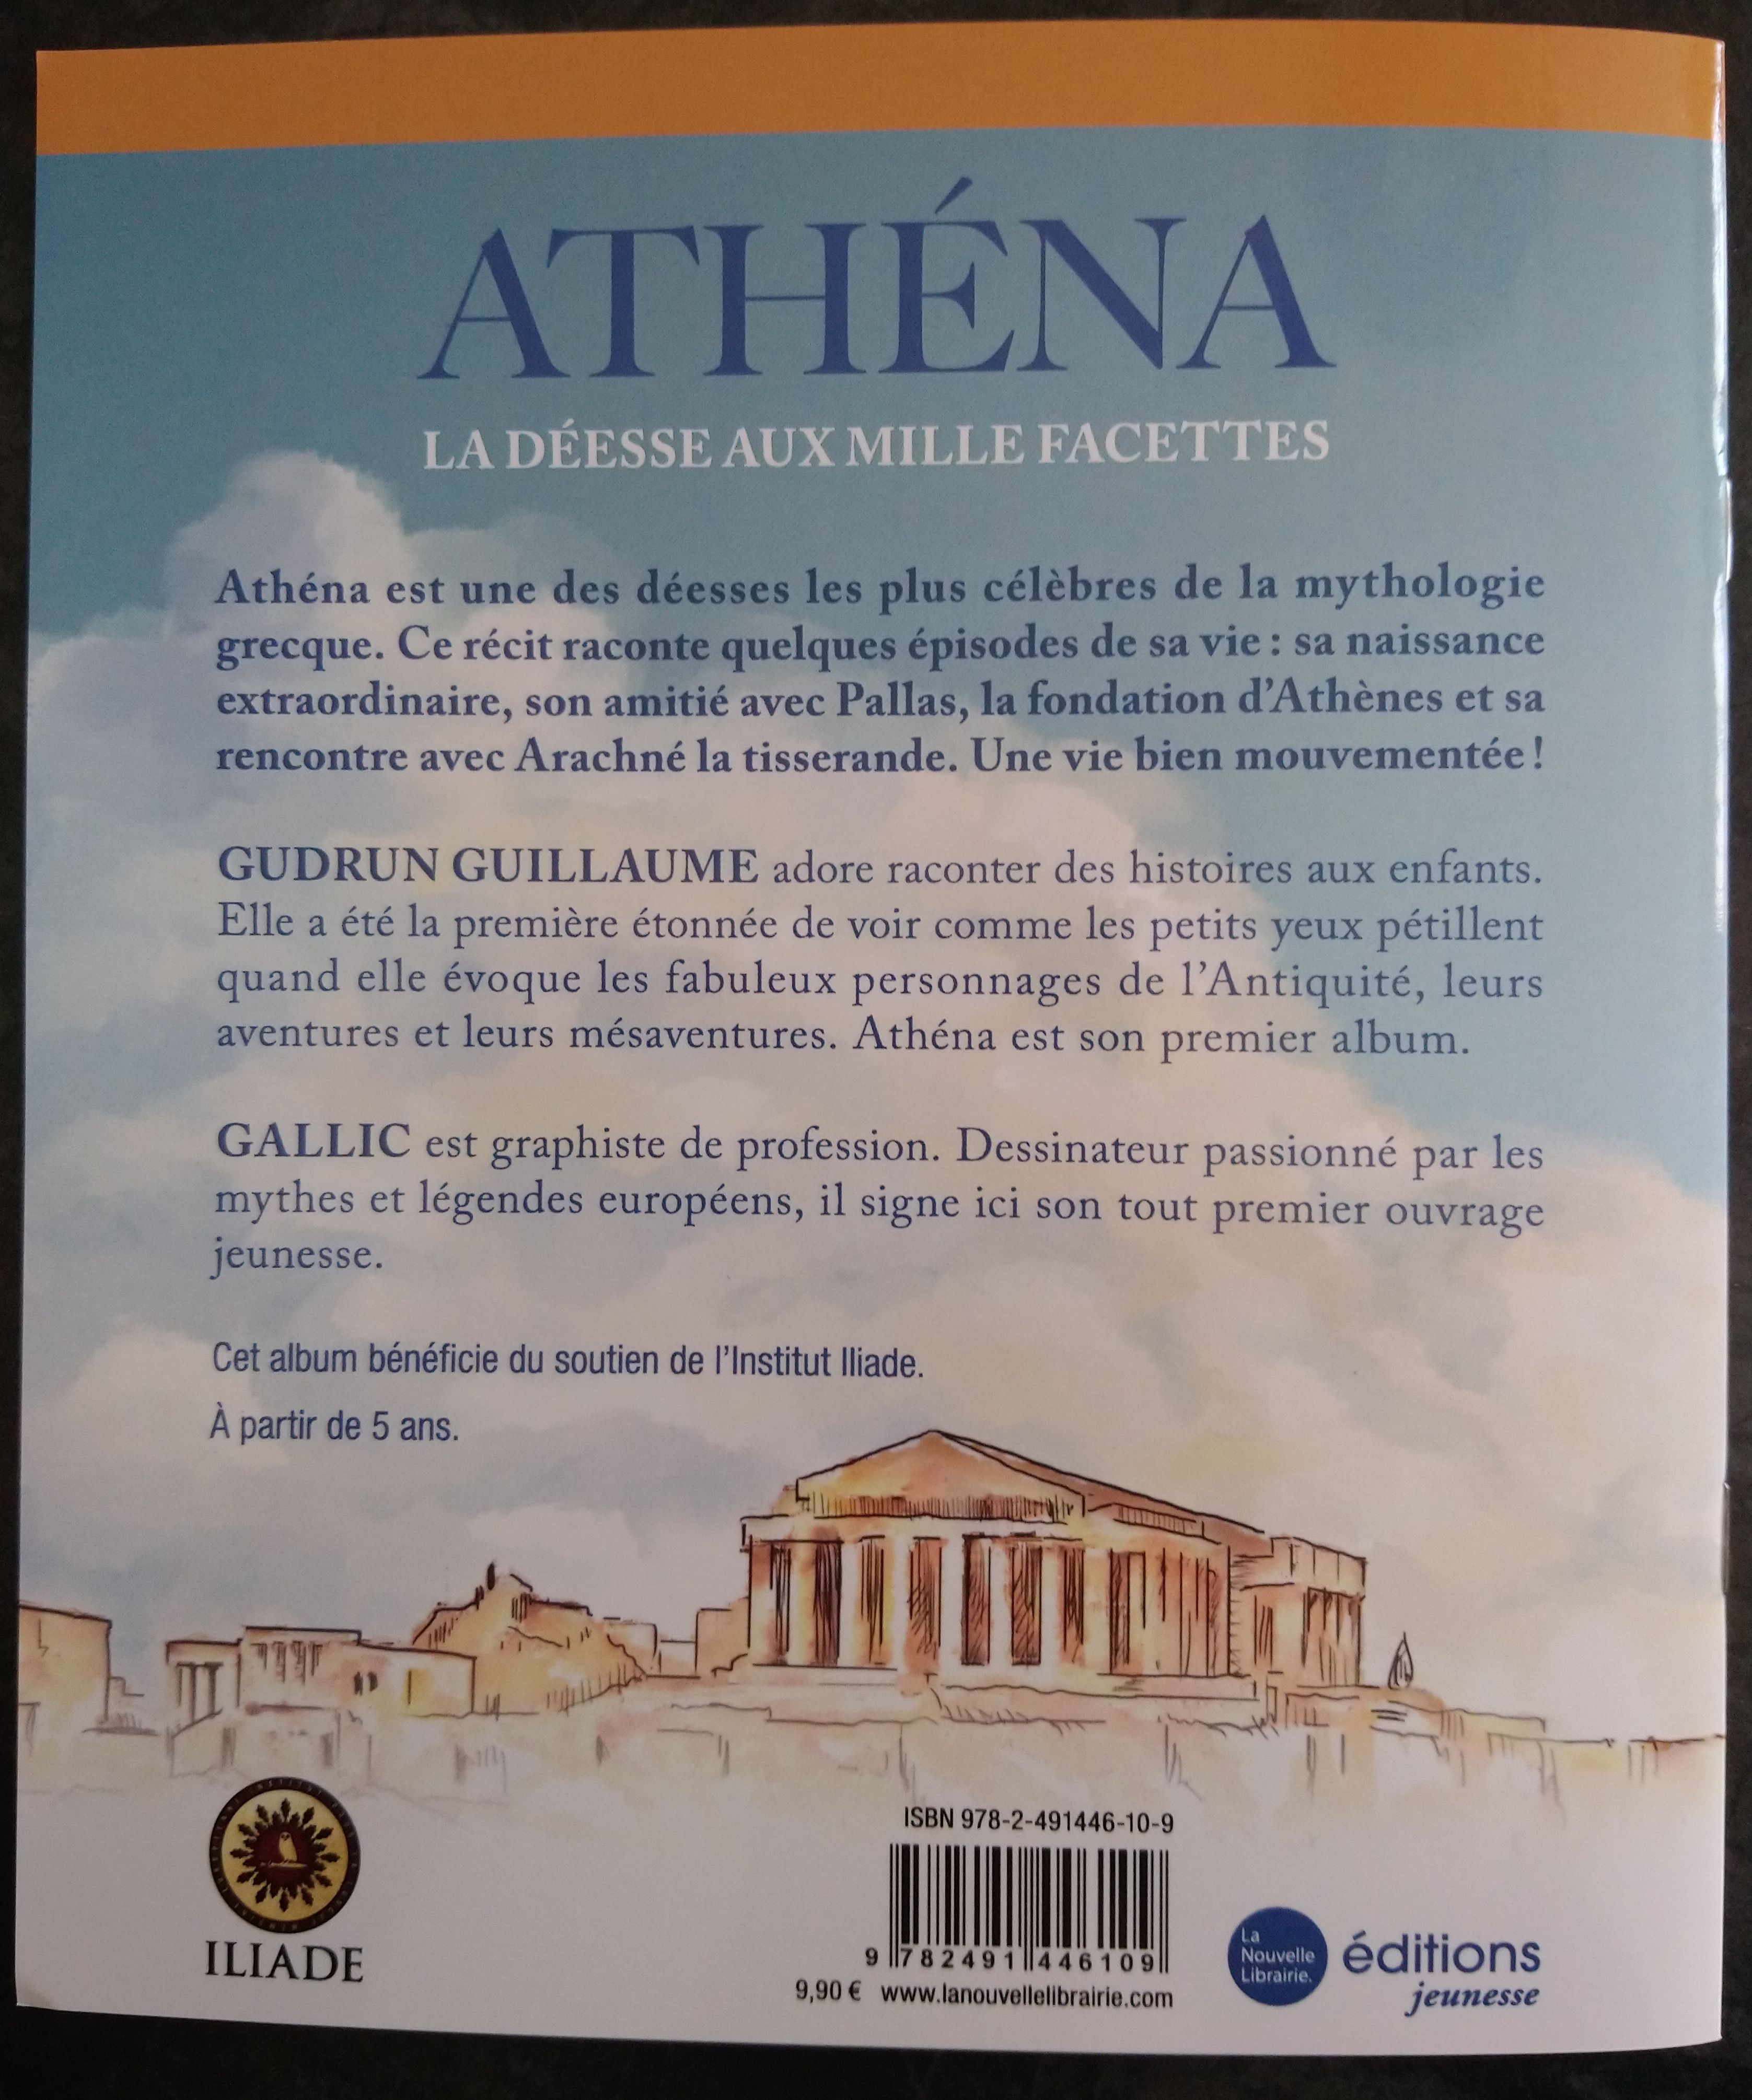 ATHÉNA
LA DÉESSE AUX MILLE FACETTES
Athéna est une des déesses les plus célèbres de la mythologie
grecque. Ce récit raconte quelques épisodes de sa vie : sa naissance
extraordinaire, son amitié avec Pallas, la fondation d’Athènes et sa
rencontre avec Arachné la tisserande. Une vie bien mouvementée !
GUDRUN GUILLAUME adore raconter des histoires aux enfants.
Elle a été la première étonnée de voir comme les petits yeux pétillent
quand elle évoque les fabuleux personnages de l’Antiquité, leurs
aventures et leurs mésaventures. Athéna est son premier album.
GALLIC est graphiste de profession. Dessinateur passionné par les
mythes et légendes européens, il signe ici son tout premier ouvrage
jeunesse.
Cet album bénéficie du soutien de l’Institut Iliade.
À partir de 5 ans.
ILIADE
ISBN 978-2-491446-10-9
9 782491 446109
9,90 € www.lanouvellelibrairie.com
La
Nouvelle
Librairie.
éditions
jeunesse